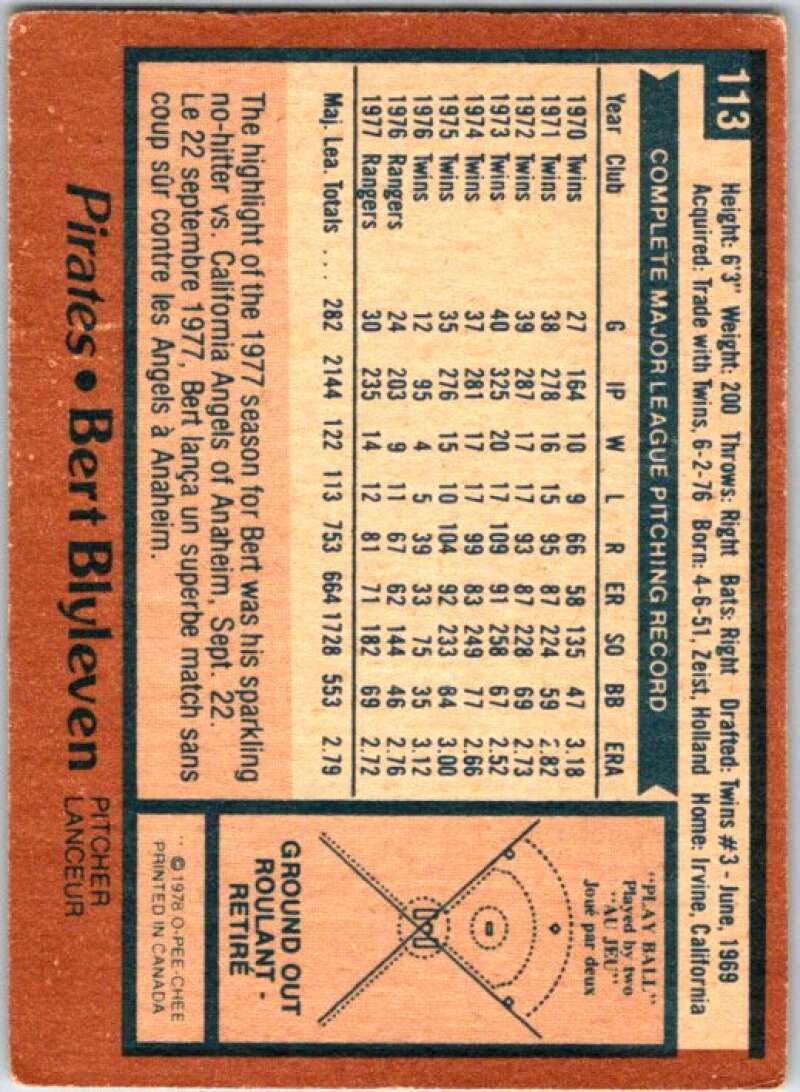 113
Height: 6'3" Weight: 200 Throws: Right Bats: Right Drafted: Twins #3 - June, 1969
Acquired: Trade with Twins, 6-2-76 Born: 4-6-51, Zeist, Holland Home: Irvine, California
COMPLETE MAJOR LEAGUE PITCHING RECORD
Year Club G IP W L R ER SO BB ERA
1970 Twins 27 164 10 9 66 58 135 47 3.18
1971 Twins 38 278 16 15 95 87 224 59 2.82
1972 Twins 39 287 17 17 93 87 228 69 2.73
1973 Twins 40 325 20 17 109 91 258 67 2.52
1974 Twins 37 281 17 17 99 83 249 77 2.66
1975 Twins 35 276 15 10 104 92 233 84 3.00
1976 Twins 12 95 4 5 39 33 75 35 3.12
1976 Rangers 24 203 9 11 67 62 144 46 2.76
1977 Rangers 30 235 14 12 81 71 182 69 2.72
Maj. Lea. Totals .... 282 2144 122 113 753 664 1728 553 2.79
The highlight of the 1977 season for Bert was his sparkling
no-hitter vs. California Angels of Anaheim, Sept. 22.
Le 22 septembre 1977, Bert lança un superbe match sans
coup sûr contre les Angels à Anaheim.
"PLAY BALL"
Played by two
"AU JEU"
Joué par deux
GROUND OUT
ROULANT -
RETIRÉ
© 1978 O-PEE-CHEE
PRINTED IN CANADA
Pirates • Bert Blyleven PITCHER
LANCEUR